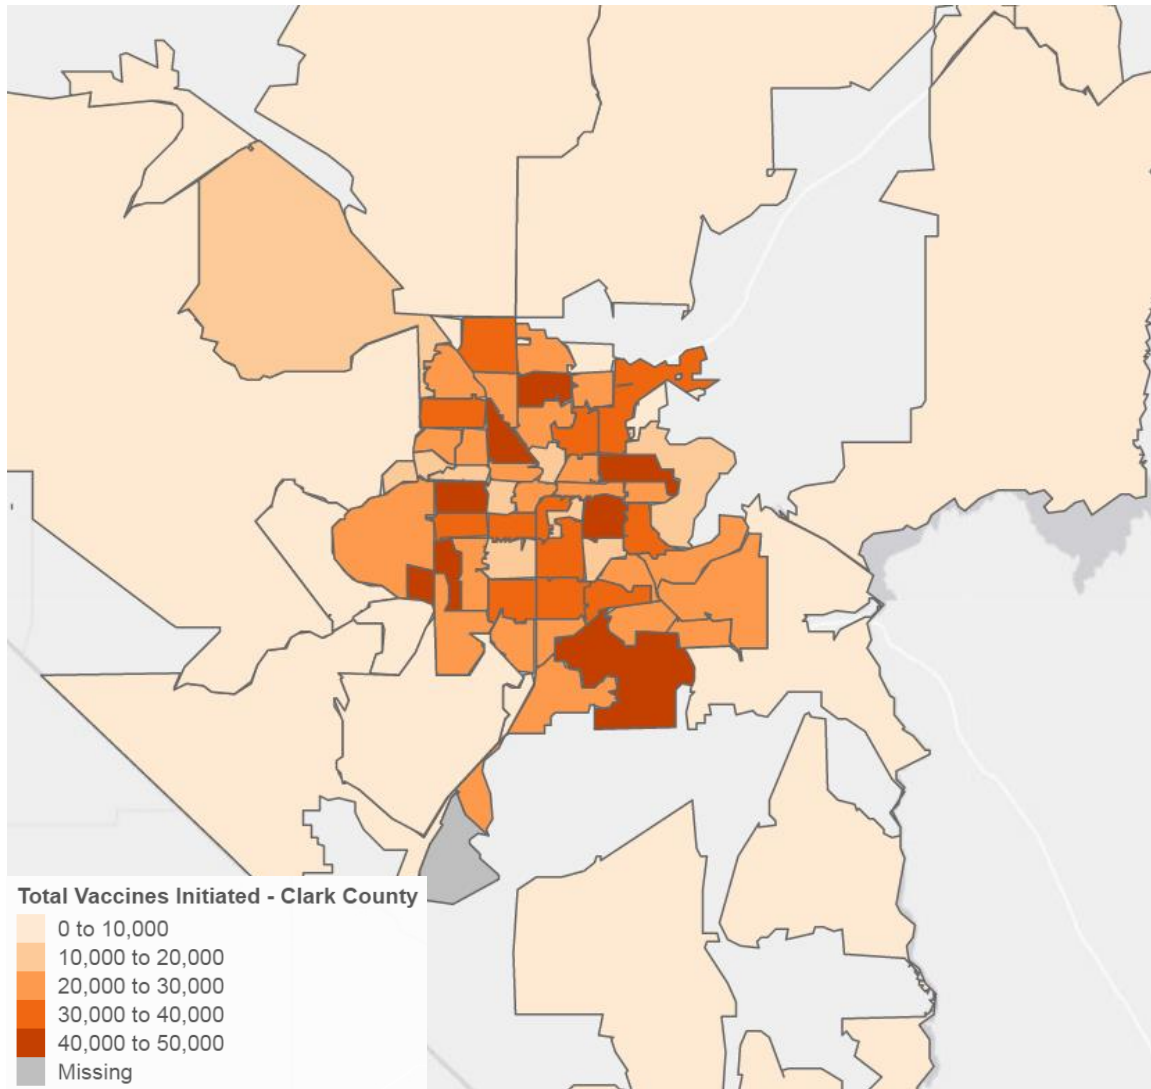 Total Vaccines Initiated - Clark County
0 to 10,000
10,000 to 20,000
20,000 to 30,000
30,000 to 40,000
40,000 to 50,000
Missing